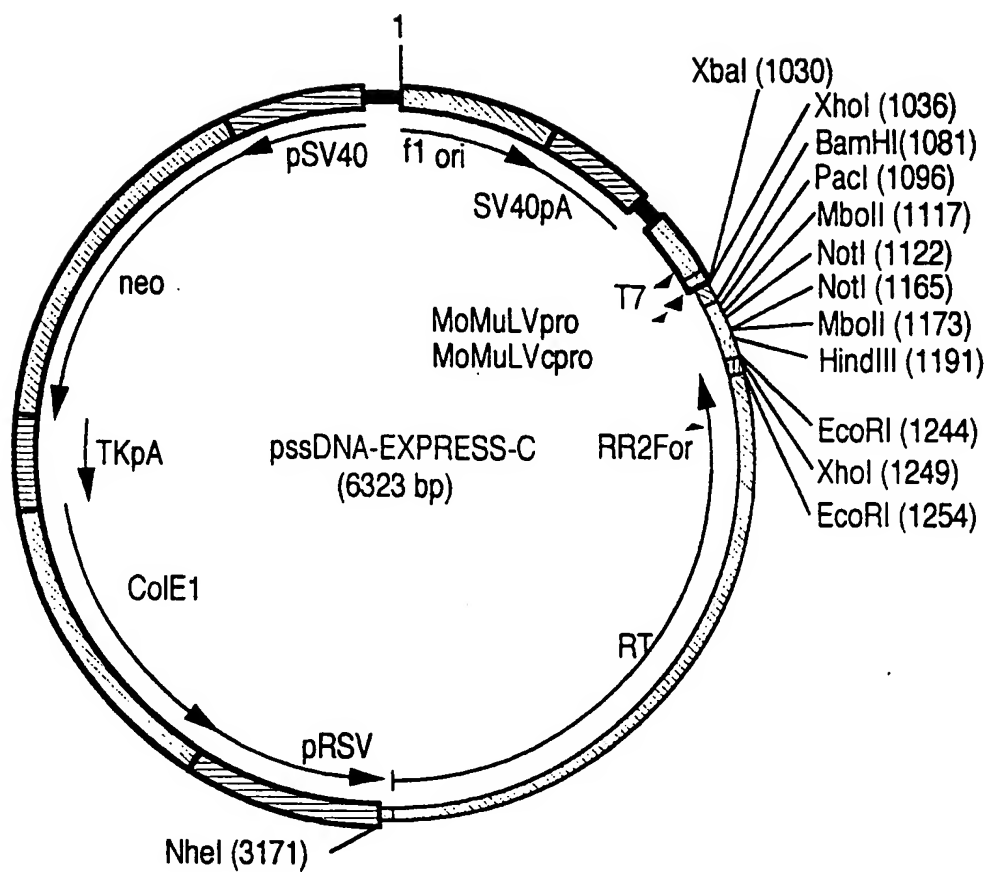 1
XbaI (1030)
XhoI (1036)
BamHI(1081)
PacI (1096)
MboII (1117)
NotI (1122)
NotI (1165)
MboII (1173)
HindIII (1191)
EcoRI (1244)
XhoI (1249)
EcoRI (1254)
pSV40
f1 ori
SV40pA
neo
T7
MoMuLVpro
MoMuLVcpro
TKpA
pssDNA-EXPRESS-C
(6323 bp)
RR2For
ColE1
RT
pRSV
NheI (3171)